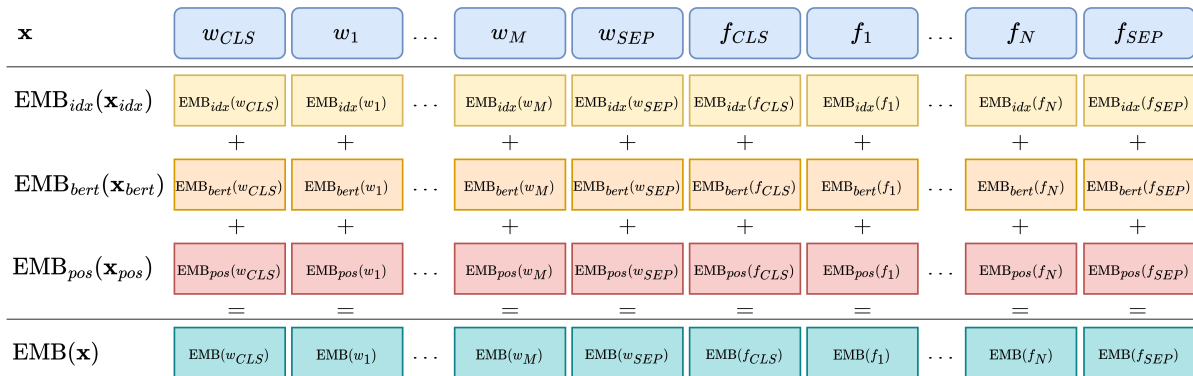 x w_CLS w_1 ... w_M w_SEP f_CLS f_1 ... f_N f_SEP
EMB_idx(x_idx) EMB_idx(w_CLS) EMB_idx(w_1) ... EMB_idx(w_M) EMB_idx(w_SEP) EMB_idx(f_CLS) EMB_idx(f_1) ... EMB_idx(f_N) EMB_idx(f_SEP)
+ + + + + + + +
EMB_bert(x_bert) EMB_bert(w_CLS) EMB_bert(w_1) ... EMB_bert(w_M) EMB_bert(w_SEP) EMB_bert(f_CLS) EMB_bert(f_1) ... EMB_bert(f_N) EMB_bert(f_SEP)
+ + + + + + + +
EMB_pos(x_pos) EMB_pos(w_CLS) EMB_pos(w_1) ... EMB_pos(w_M) EMB_pos(w_SEP) EMB_pos(f_CLS) EMB_pos(f_1) ... EMB_pos(f_N) EMB_pos(f_SEP)
= = = = = = = =
EMB(x) EMB(w_CLS) EMB(w_1) ... EMB(w_M) EMB(w_SEP) EMB(f_CLS) EMB(f_1) ... EMB(f_N) EMB(f_SEP)